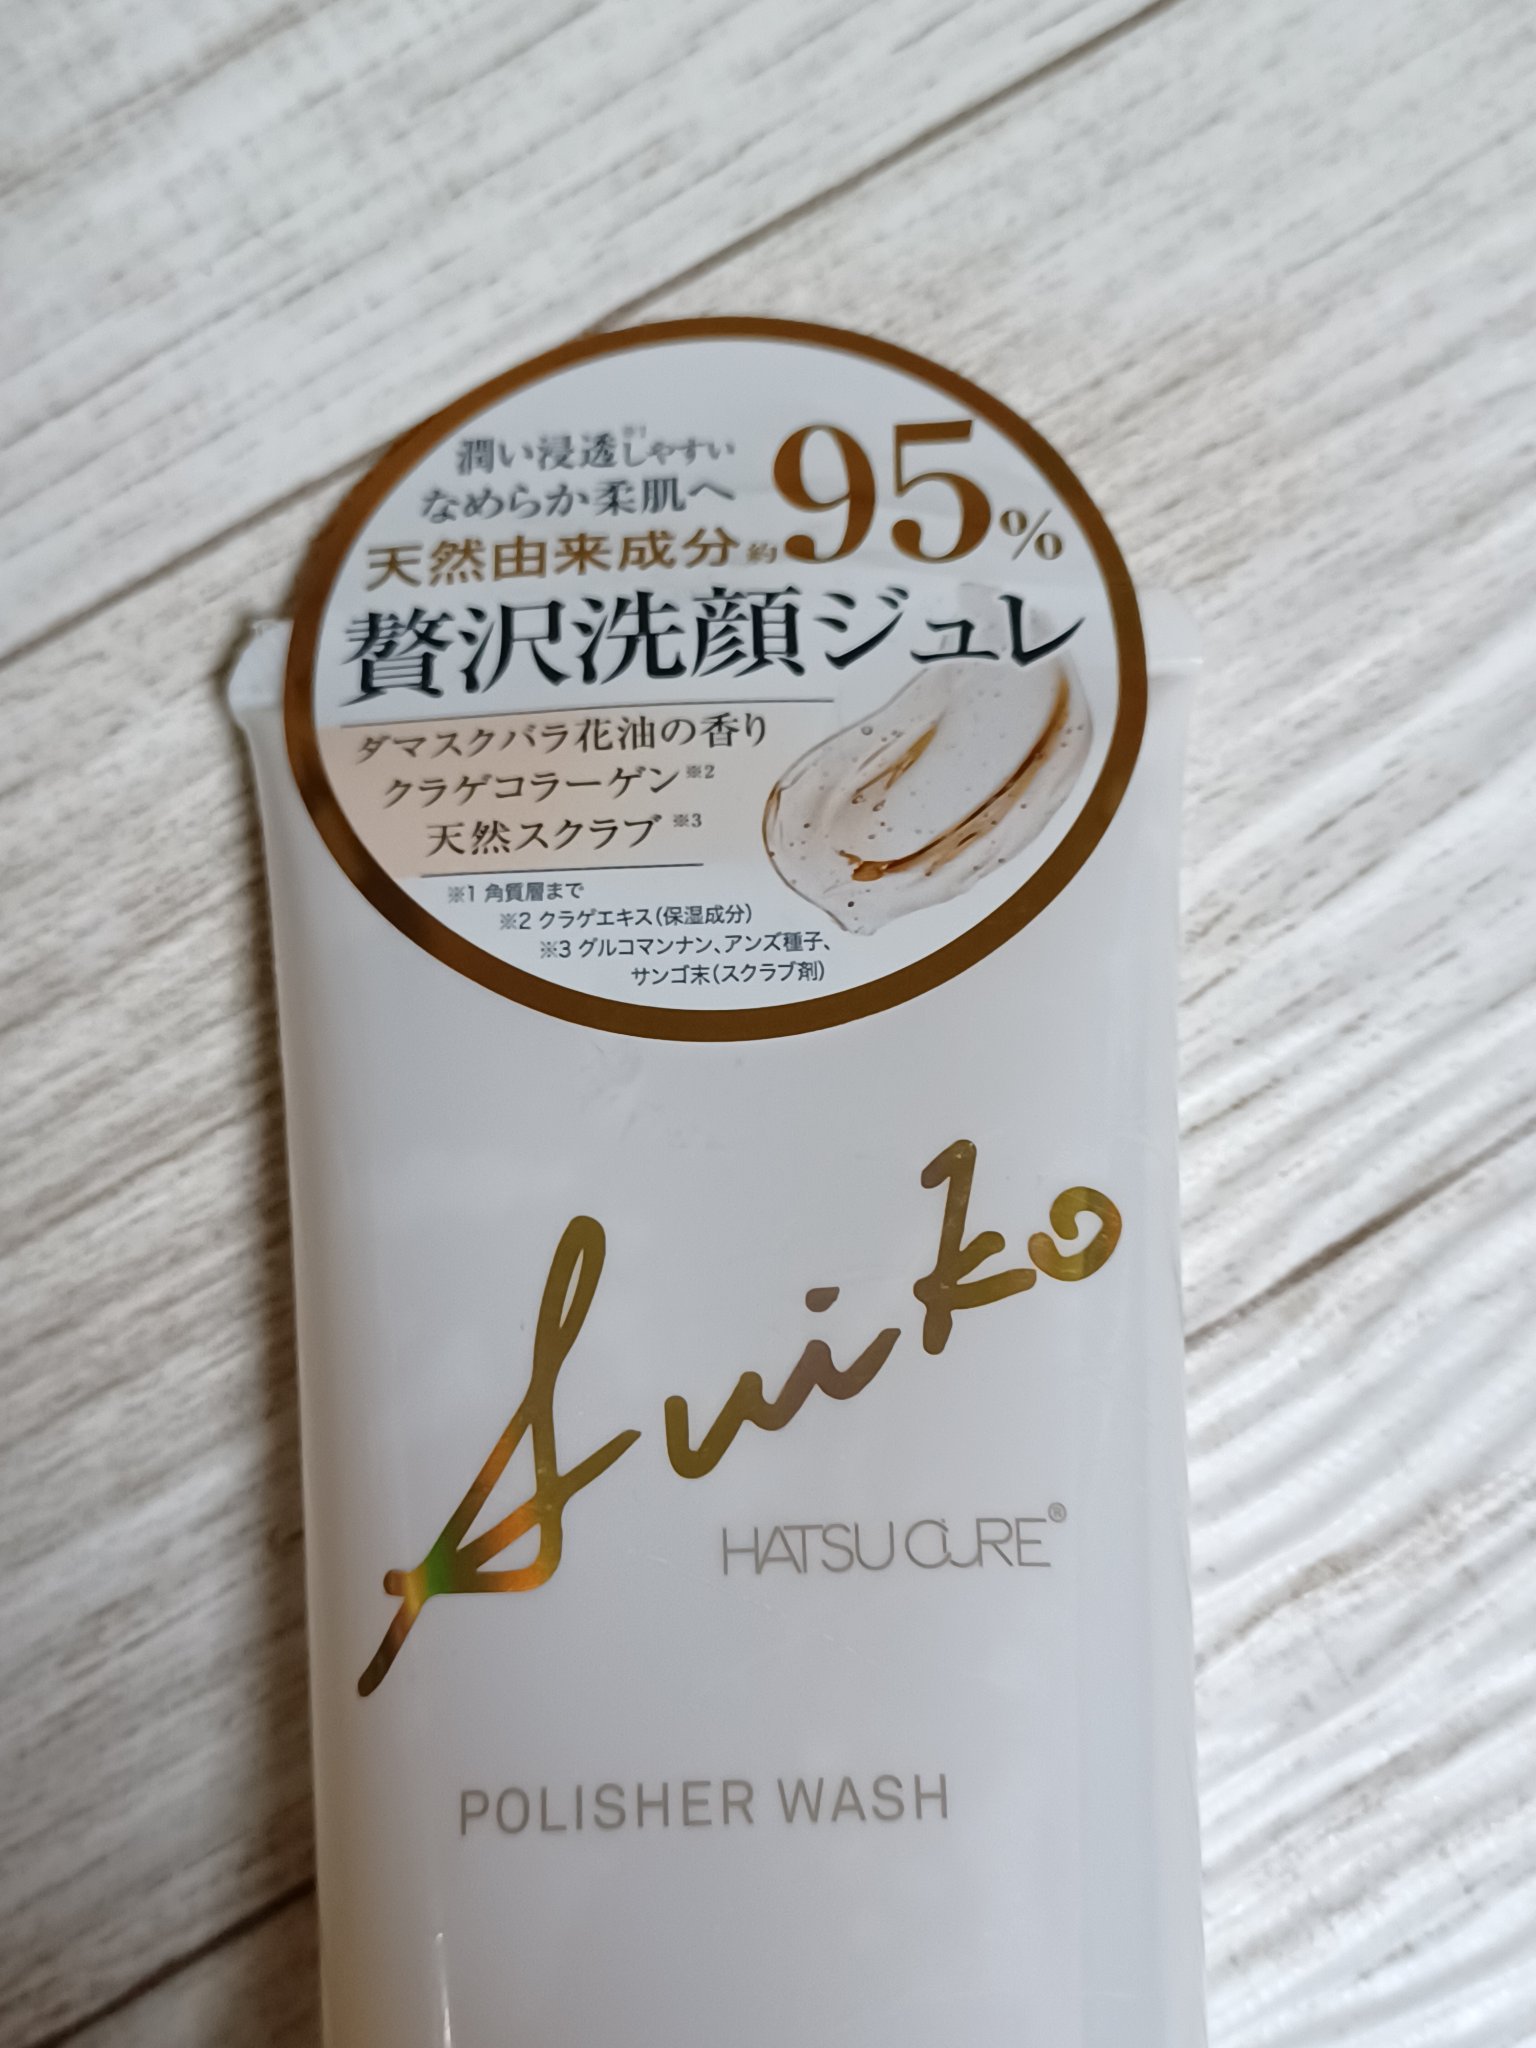 潤い浸透※1しやすい
なめらか柔肌へ
天然由来成分約95%
贅沢洗顔ジュレ
ダマスクバラ花油の香り
クラゲコラーゲン※2
天然スクラブ※3
※1 角質層まで
※2 クラゲエキス(保湿成分)
※3 グルコマンナン、アンズ種子、
サンゴ末(スクラブ剤)
Suiko
HATSU CURE®
POLISHER WASH